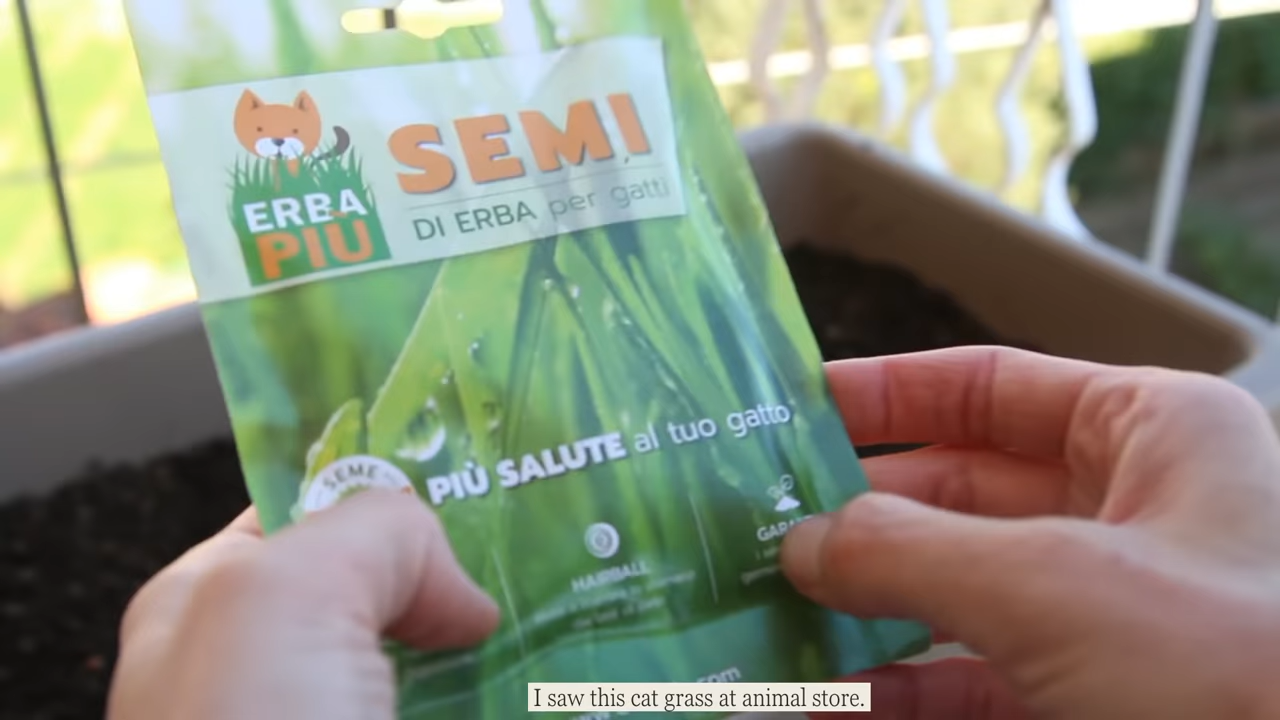 SEMI
DI ERBA per gatti
ERBA
PIÙ
PIÙ SALUTE al tuo gatto
SEME
HAIRBALL
I saw this cat grass at animal store.